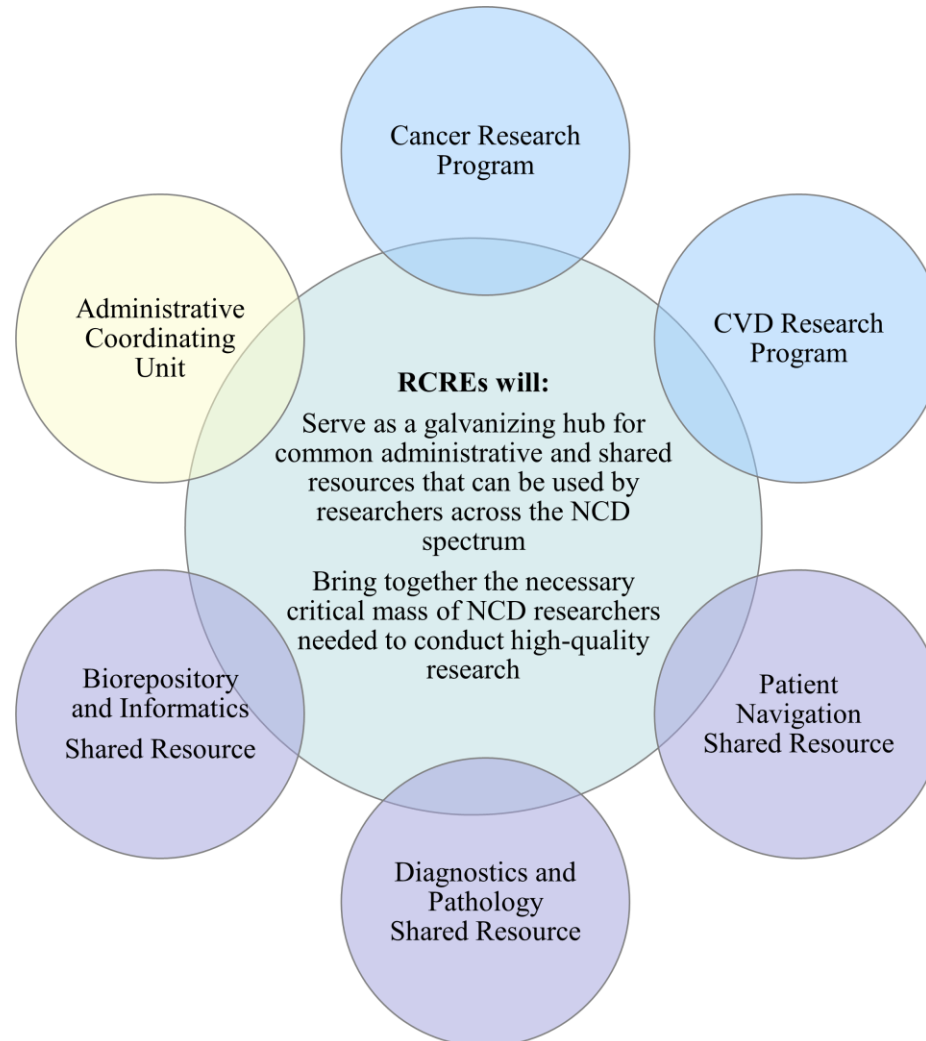 Cancer Research
Program
Administrative
Coordinating
Unit
CVD Research
Program
RCREs will:
Serve as a galvanizing hub for
common administrative and shared
resources that can be used by
researchers across the NCD
spectrum
Bring together the necessary
critical mass of NCD researchers
needed to conduct high-quality
research
Biorepository
and Informatics
Shared Resource
Patient
Navigation
Shared Resource
Diagnostics and
Pathology
Shared Resource